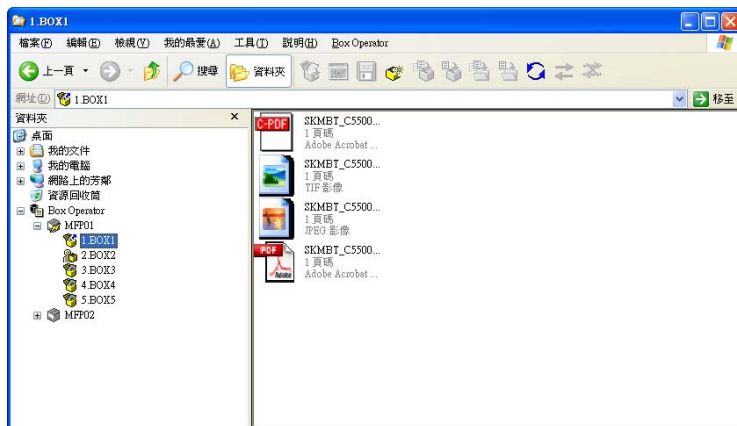 1.BOX1
檔案(F) 編輯(E) 檢視(V) 我的最愛(A) 工具(T) 說明(H) Box Operator
上一頁 搜尋 資料夾
網址(D) 1.BOX1 移至
資料夾
桌面
我的文件
我的電腦
網路上的芳鄰
資源回收筒
Box Operator
MFP01
1.BOX1
2.BOX2
3.BOX3
4.BOX4
5.BOX5
MFP02
C-PDF
SKMBT_C5500...
1 頁碼
Adobe Acrobat ...
SKMBT_C5500...
1 頁碼
TIF 影像
SKMBT_C5500...
1 頁碼
JPEG 影像
PDF
Adobe
SKMBT_C5500...
1 頁碼
Adobe Acrobat ...